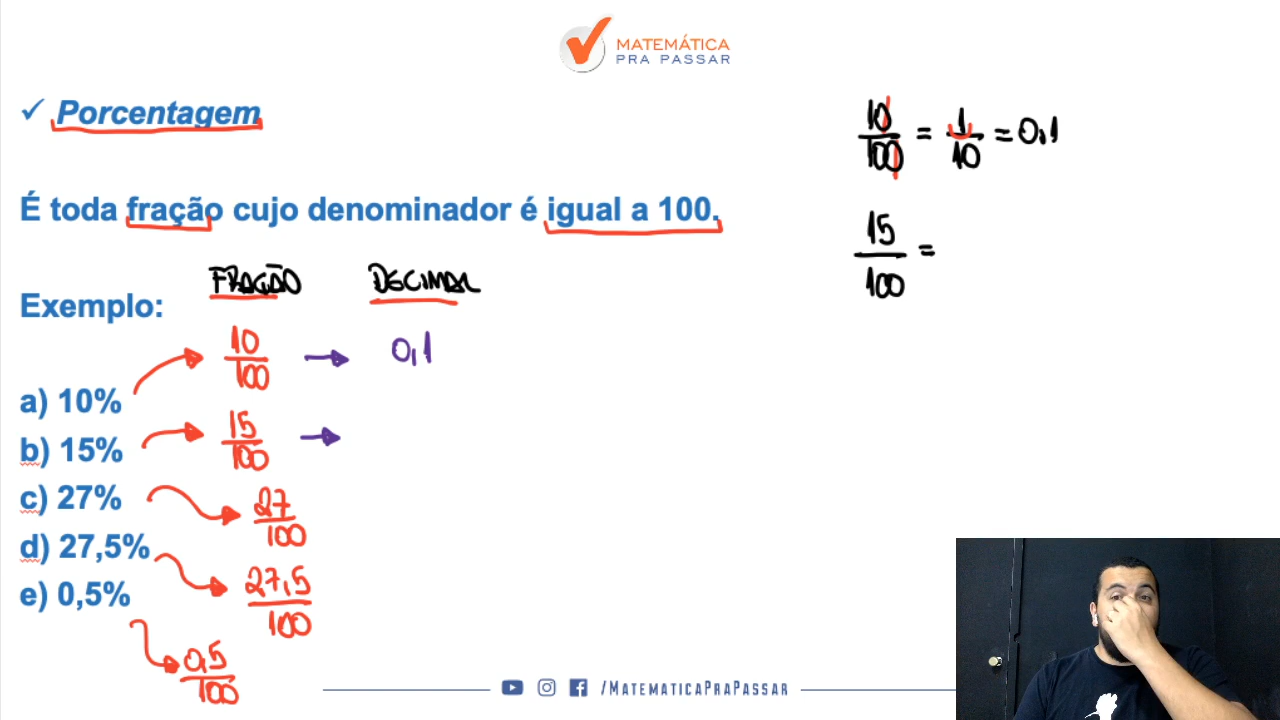 MATEMÁTICA
PRA PASSAR
✓ Porcentagem
É toda fração cujo denominador é igual a 100.
FRAÇÃO DECIMAL
Exemplo:
a) 10% → 10/100 → 0,1
b) 15% → 15/100 →
c) 27% → 27/100
d) 27,5% → 27,5/100
e) 0,5% → 0,5/100
10/100 = 1/10 = 0,1
15/100 =
/MATEMATICAPRAPASSAR